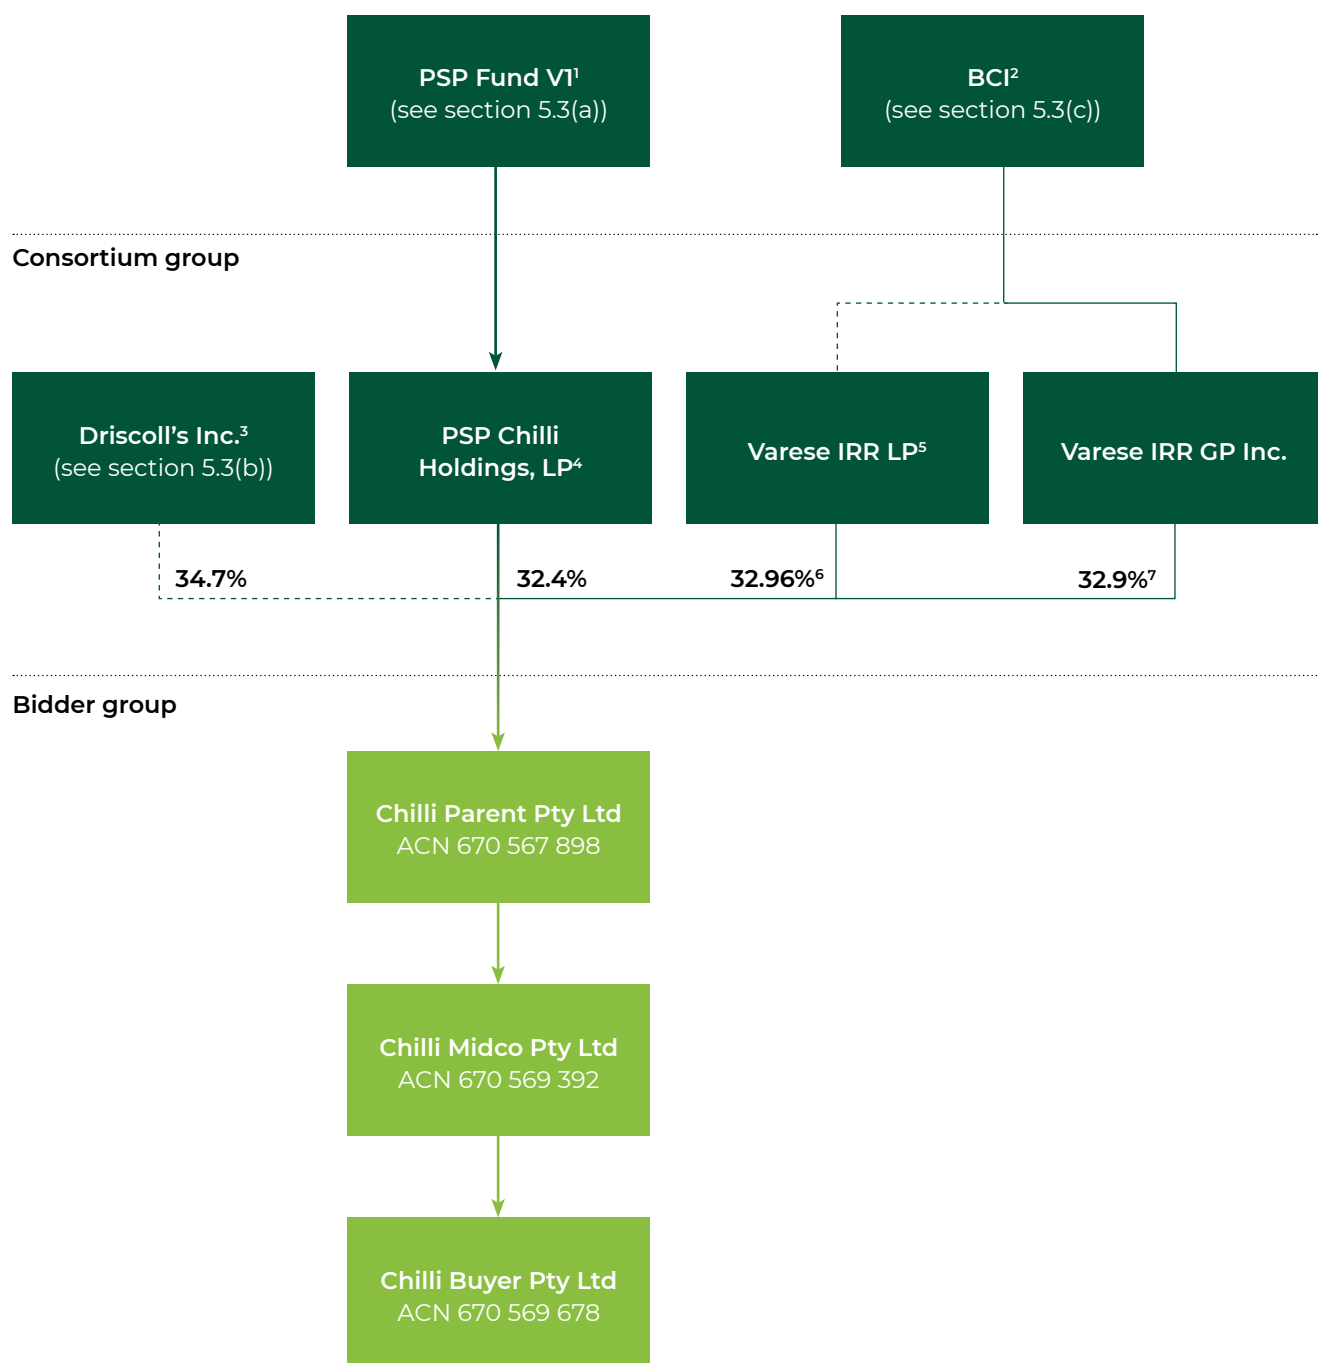 PSP Fund V1¹
(see section 5.3(a))
BCI²
(see section 5.3(c))
Consortium group
Driscoll’s Inc.³
(see section 5.3(b))
PSP Chilli
Holdings, LP⁴
Varese IRR LP⁵
Varese IRR GP Inc.
34.7%
32.4%
32.96%⁶
32.9%⁷
Bidder group
Chilli Parent Pty Ltd
ACN 670 567 898
Chilli Midco Pty Ltd
ACN 670 569 392
Chilli Buyer Pty Ltd
ACN 670 569 678